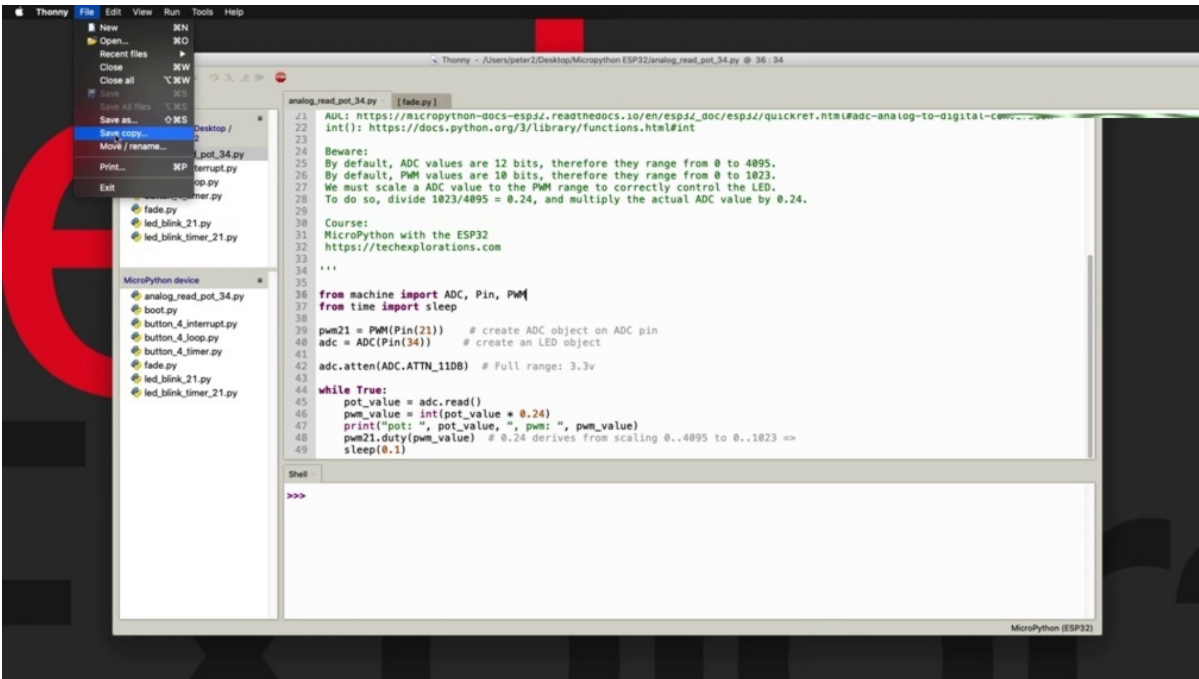 Thonny File Edit View Run Tools Help
New ⌘N
Open... ⌘O
Recent files
Close ⌘W
Close all ⌥⌘W
Save ⌘S
Save All files ⌥⌘S
Save as... ⇧⌘S
Save copy...
Move / rename...
Print... ⌘P
Exit
Thonny - /Users/peter2/Desktop/Micropython ESP32/analog_read_pot_34.py @ 36 : 34
Desktop /
2
_pot_34.py
terrupt.py
op.py
mer.py
fade.py
led_blink_21.py
led_blink_timer_21.py
MicroPython device
analog_read_pot_34.py
boot.py
button_4_interrupt.py
button_4_loop.py
button_4_timer.py
fade.py
led_blink_21.py
led_blink_timer_21.py
analog_read_pot_34.py [ fade.py ]
21 ADC: https://micropython-docs-esp32.readthedocs.io/en/esp32_doc/esp32/quickref.html#adc-analog-to-digital-conversion
22 int(): https://docs.python.org/3/library/functions.html#int
23
24 Beware:
25 By default, ADC values are 12 bits, therefore they range from 0 to 4095.
26 By default, PWM values are 10 bits, therefore they range from 0 to 1023.
27 We must scale a ADC value to the PWM range to correctly control the LED.
28 To do so, divide 1023/4095 = 0.24, and multiply the actual ADC value by 0.24.
29
30 Course:
31 MicroPython with the ESP32
32 https://techexplorations.com
33
34 '''
35
36 from machine import ADC, Pin, PWM
37 from time import sleep
38
39 pwm21 = PWM(Pin(21)) # create ADC object on ADC pin
40 adc = ADC(Pin(34)) # create an LED object
41
42 adc.atten(ADC.ATTN_11DB) # Full range: 3.3v
43
44 while True:
45 pot_value = adc.read()
46 pwm_value = int(pot_value * 0.24)
47 print("pot: ", pot_value, ", pwm: ", pwm_value)
48 pwm21.duty(pwm_value) # 0.24 derives from scaling 0..4095 to 0..1023 =>
49 sleep(0.1)
Shell
>>>
MicroPython (ESP32)